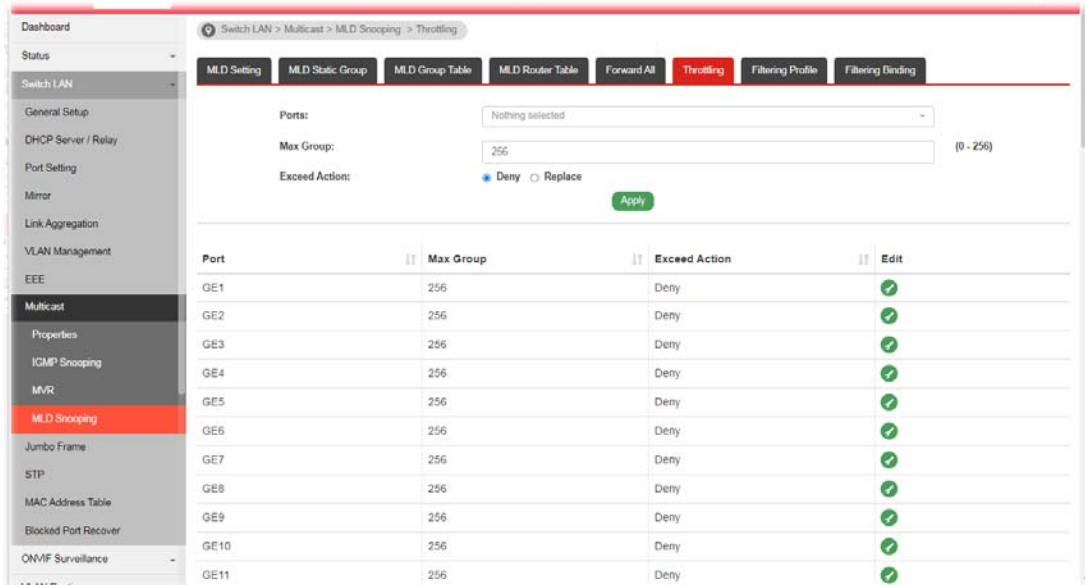 Dashboard
Status
Switch LAN
General Setup
DHCP Server / Relay
Port Setting
Mirror
Link Aggregation
VLAN Management
EEE
Multicast
Properties
IGMP Snooping
MVR
MLD Snooping
Jumbo Frame
STP
MAC Address Table
Blocked Port Recover
ONVIF Surveillance
Switch LAN > Multicast > MLD Snooping > Throttling
MLD Setting MLD Static Group MLD Group Table MLD Router Table Forward All Throttling Filtering Profile Filtering Binding
Ports: Nothing selected
Max Group: 256 (0 - 256)
Exceed Action: Deny Replace
Apply
Port Max Group Exceed Action Edit
GE1 256 Deny
GE2 256 Deny
GE3 256 Deny
GE4 256 Deny
GE5 256 Deny
GE6 256 Deny
GE7 256 Deny
GE8 256 Deny
GE9 256 Deny
GE10 256 Deny
GE11 256 Deny